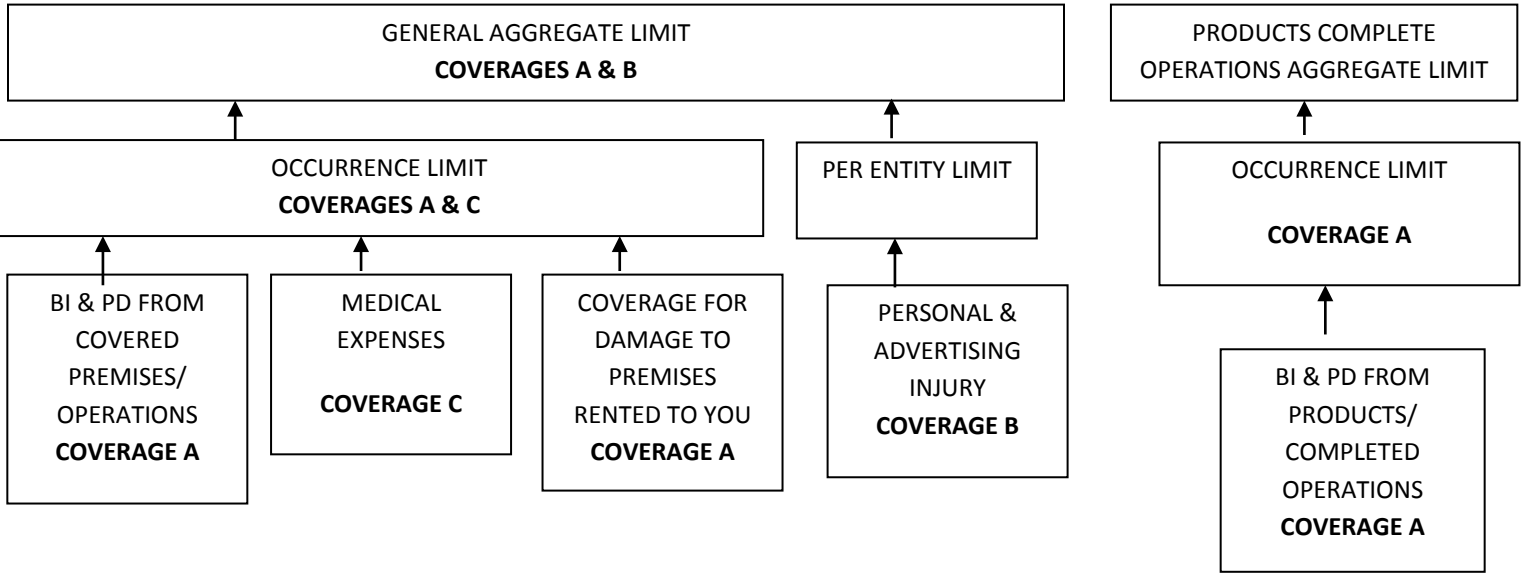 GENERAL AGGREGATE LIMIT
COVERAGES A & B
PRODUCTS COMPLETE
OPERATIONS AGGREGATE LIMIT
OCCURRENCE LIMIT
COVERAGES A & C
PER ENTITY LIMIT
OCCURRENCE LIMIT
COVERAGE A
BI & PD FROM
COVERED
PREMISES/
OPERATIONS
COVERAGE A
MEDICAL
EXPENSES
COVERAGE C
COVERAGE FOR
DAMAGE TO
PREMISES
RENTED TO YOU
COVERAGE A
PERSONAL &
ADVERTISING
INJURY
COVERAGE B
BI & PD FROM
PRODUCTS/
COMPLETED
OPERATIONS
COVERAGE A